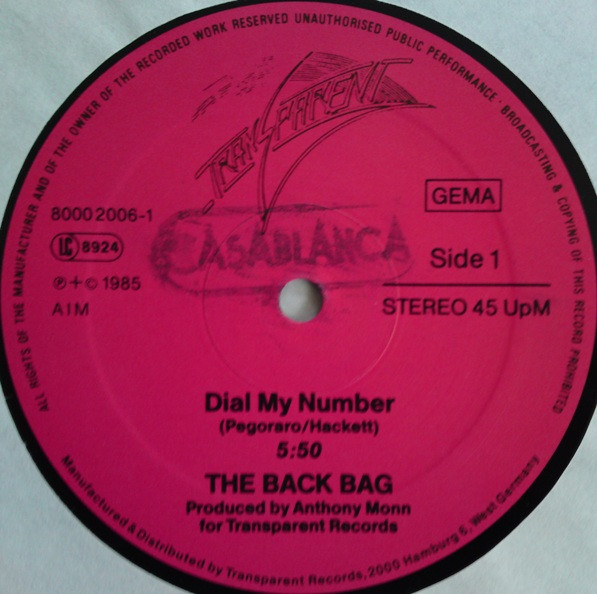 ALL RIGHTS OF THE MANUFACTURER AND OF THE OWNER OF THE RECORDED WORK RESERVED UNAUTHORISED PUBLIC PERFORMANCE · BROADCASTING & COPYING OF THIS RECORD PROHIBITED
TRANSPARENT
8000 2006-1
GEMA
LC 8924
CASABLANCA
Side 1
℗+© 1985
AIM
STEREO 45 UpM
Dial My Number
(Pegoraro/Hackett)
5:50
THE BACK BAG
Produced by Anthony Monn
for Transparent Records
Manufactured & Distributed by Transparent Records, 2000 Hamburg 6, West Germany